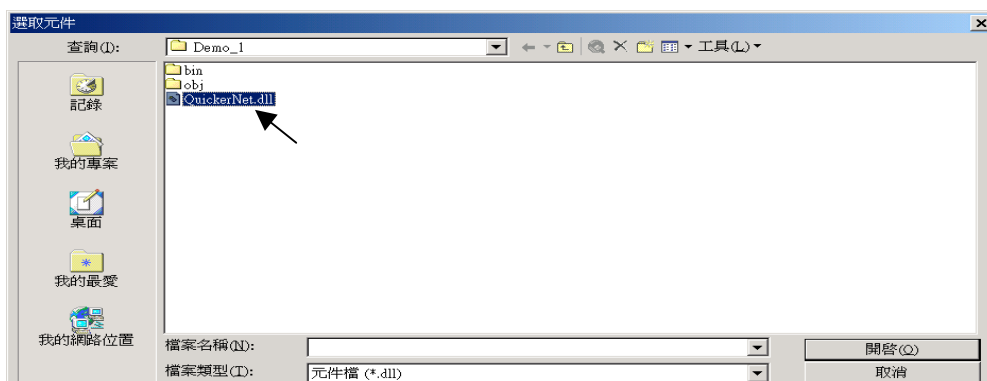 選取元件
查詢(I): Demo_1 工具(L)
bin
obj
QuickerNet.dll
記錄
我的專案
桌面
我的最愛
我的網路位置
檔案名稱(N): 開啓(O)
檔案類型(T): 元件檔 (*.dll) 取消